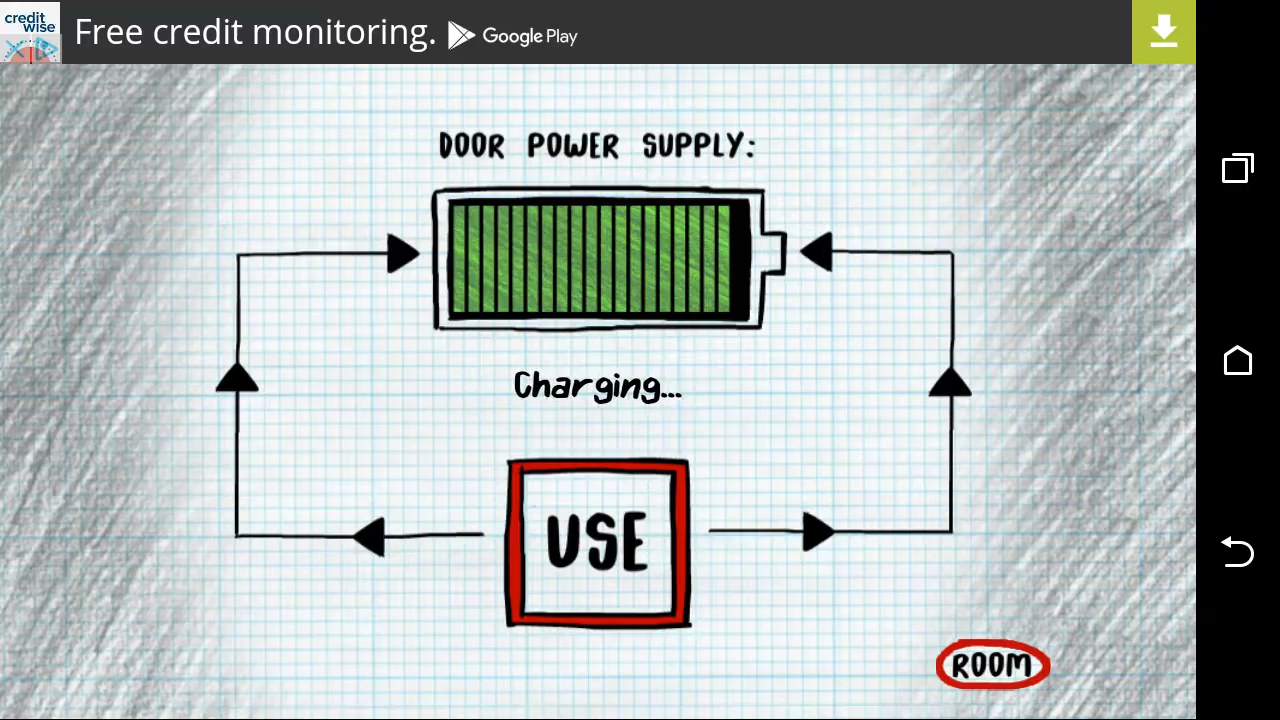 credit
wise
Free credit monitoring. Google Play
DOOR POWER SUPPLY:
Charging...
USE
ROOM